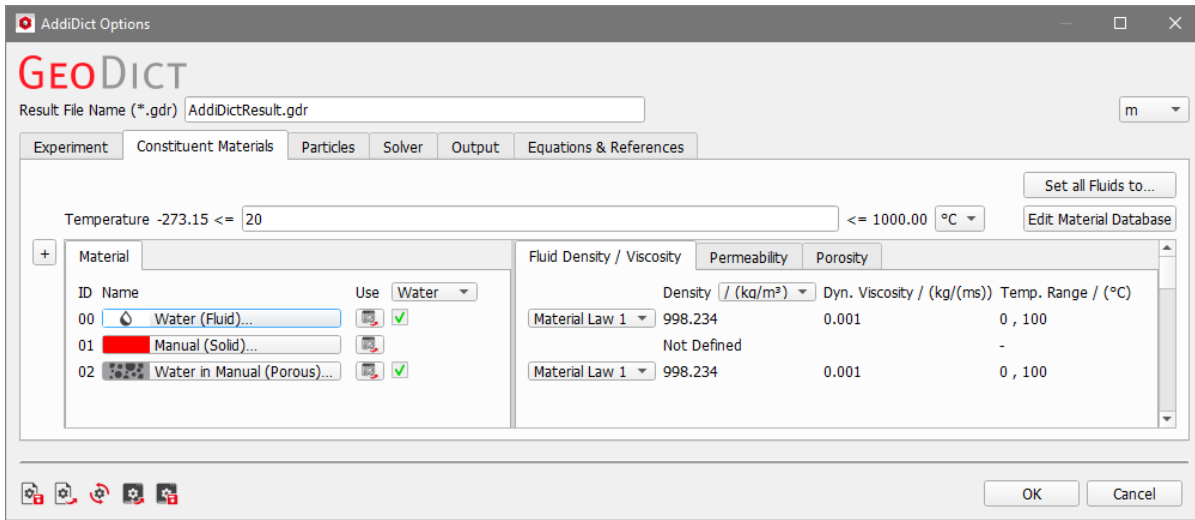 AddiDict Options
GEODICT
Result File Name (*.gdr) AddiDictResult.gdr m
Experiment Constituent Materials Particles Solver Output Equations & References
Set all Fluids to...
Temperature -273.15 <= 20 <= 1000.00 °C Edit Material Database
+ Material Fluid Density / Viscosity Permeability Porosity
ID Name Use Water Density / (kg/m³) Dyn. Viscosity / (kg/(ms)) Temp. Range / (°C)
00 Water (Fluid)... Material Law 1 998.234 0.001 0 , 100
01 Manual (Solid)... Not Defined -
02 Water in Manual (Porous)... Material Law 1 998.234 0.001 0 , 100
OK Cancel